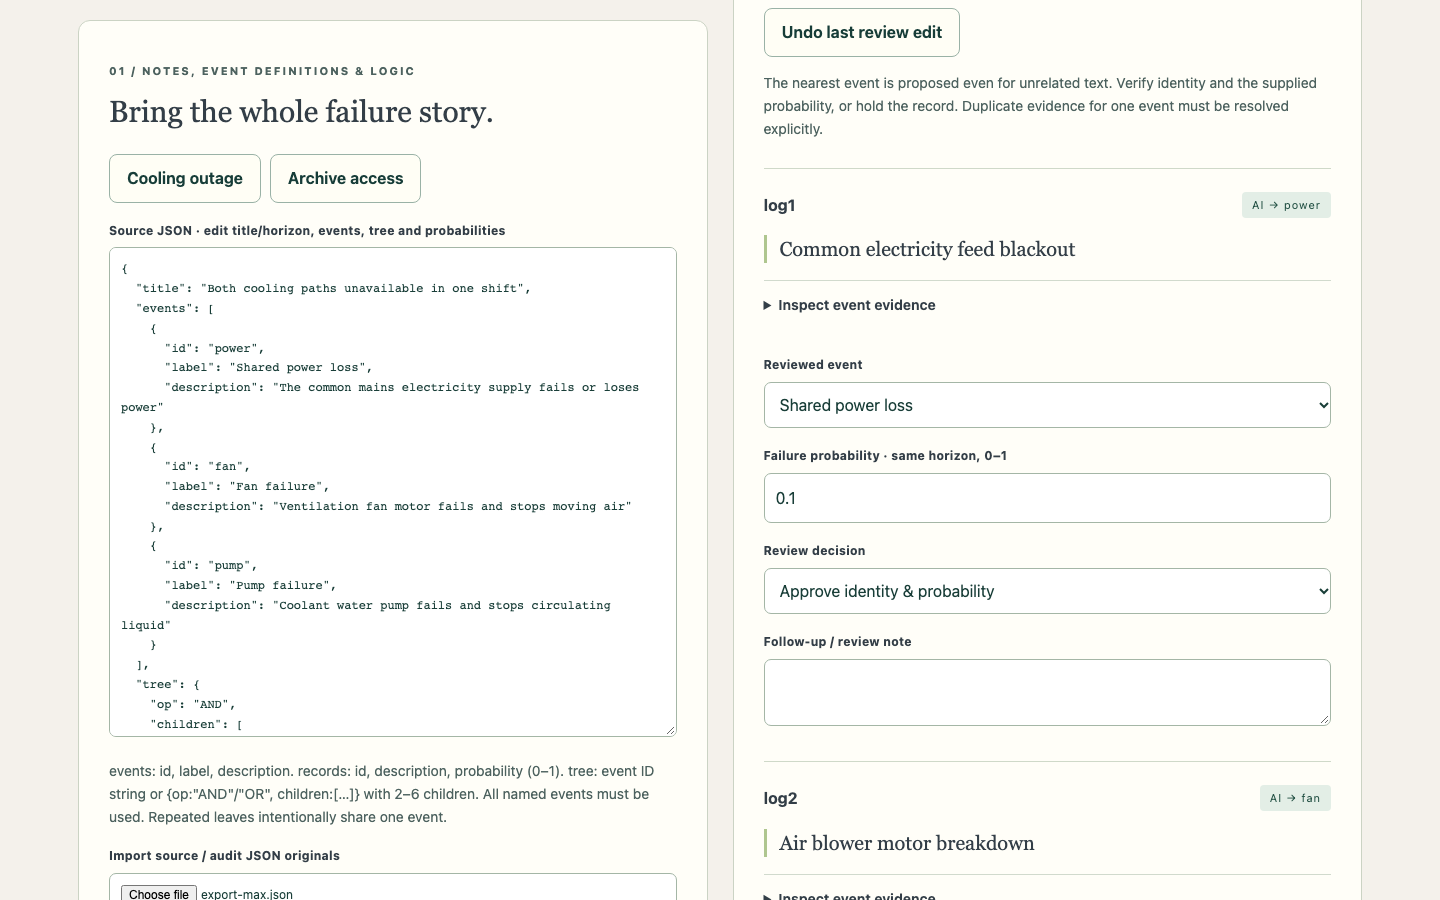 01 / NOTES, EVENT DEFINITIONS & LOGIC
Bring the whole failure story.
Cooling outage
Archive access
Source JSON · edit title/horizon, events, tree and probabilities
{
"title": "Both cooling paths unavailable in one shift",
"events": [
{
"id": "power",
"label": "Shared power loss",
"description": "The common mains electricity supply fails or loses
power"
},
{
"id": "fan",
"label": "Fan failure",
"description": "Ventilation fan motor fails and stops moving air"
},
{
"id": "pump",
"label": "Pump failure",
"description": "Coolant water pump fails and stops circulating
liquid"
}
],
"tree": {
"op": "AND",
"children": [
events: id, label, description. records: id, description, probability (0–1). tree: event ID
string or {op:"AND"/"OR", children:[…]} with 2–6 children. All named events must be
used. Repeated leaves intentionally share one event.
Import source / audit JSON originals
Choose file export-max.json
Undo last review edit
The nearest event is proposed even for unrelated text. Verify identity and the supplied
probability, or hold the record. Duplicate evidence for one event must be resolved
explicitly.
log1
AI → power
Common electricity feed blackout
▶ Inspect event evidence
Reviewed event
Shared power loss
Failure probability · same horizon, 0–1
0.1
Review decision
Approve identity & probability
Follow-up / review note
log2
AI → fan
Air blower motor breakdown
▶ Inspect event evidence